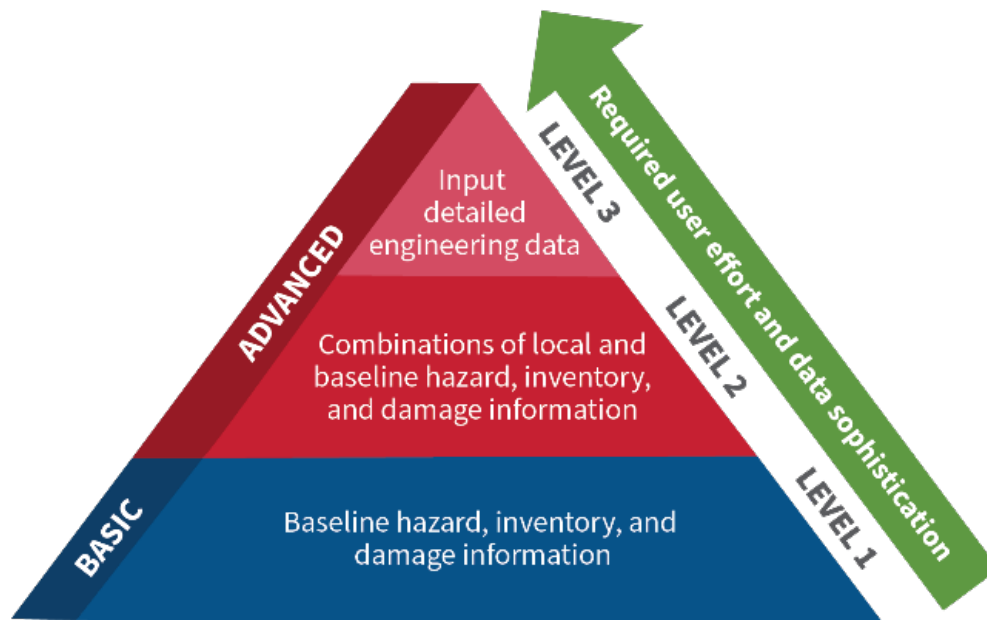 Input
detailed
engineering data
Combinations of local and
baseline hazard, inventory,
and damage information
Baseline hazard, inventory, and
damage information
ADVANCED
BASIC
LEVEL 3
LEVEL 2
LEVEL 1
Required user effort and data sophistication